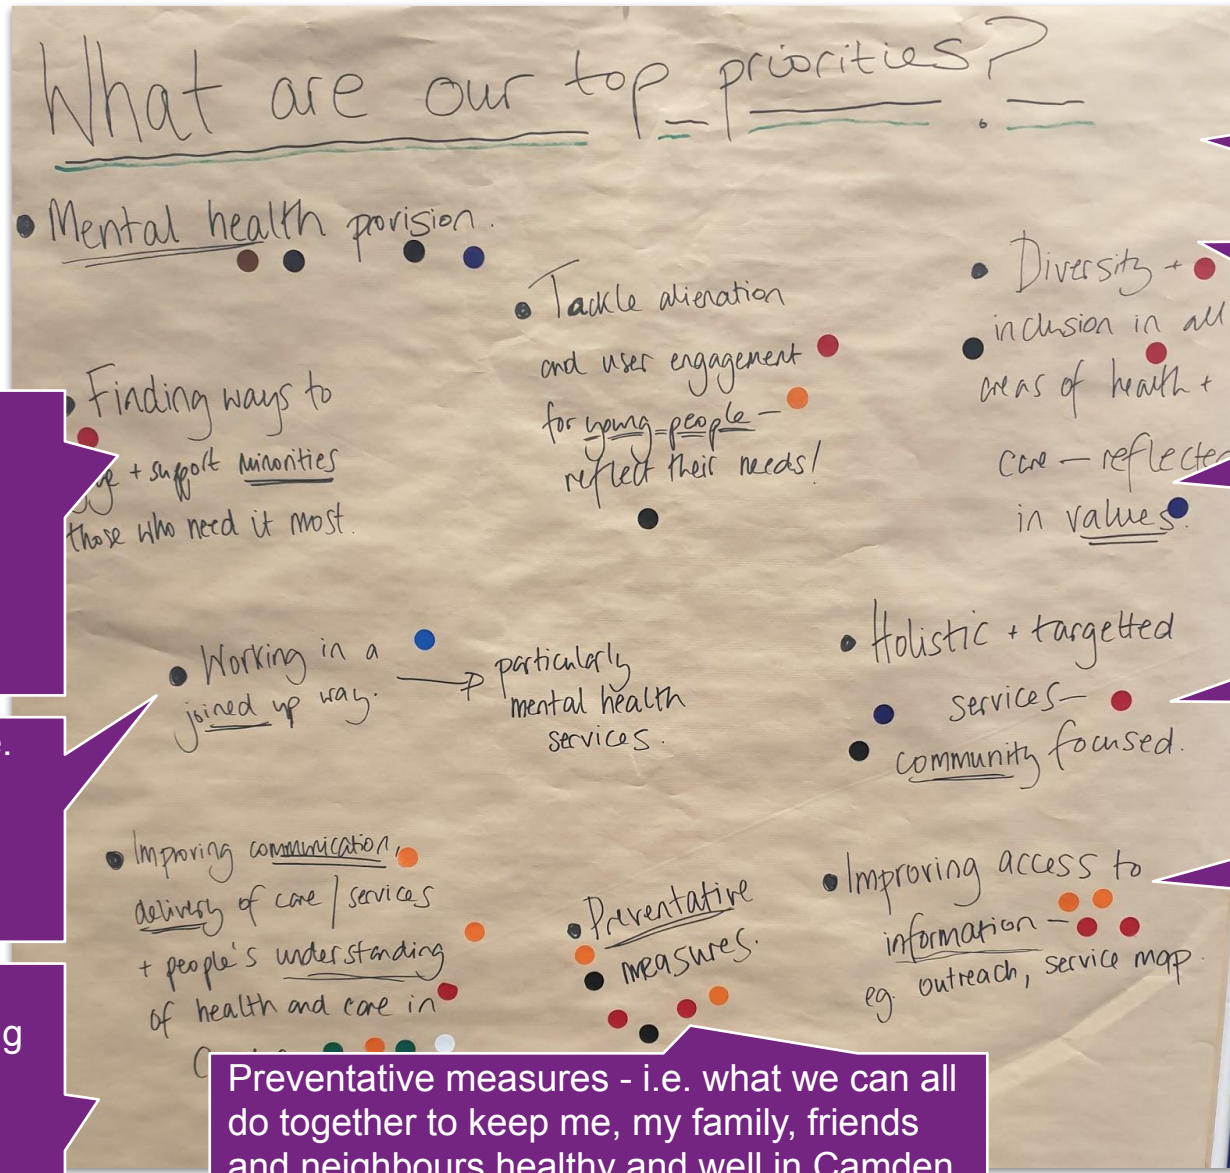 What are our top priorities?
• Mental health provision.
• Tackle alienation
and user engagement
for young people —
reflect their needs!
• Diversity +
inclusion in all
areas of health +
care — reflected
in values.
• Finding ways to
+ support minorities
those who need it most.
• Working in a
joined up way.
→ particularly
mental health
services.
• Holistic + targetted
services—
community focused.
• Improving communication,
delivery of care / services
+ people's understanding
of health and care in
• Preventative
measures.
• Improving access to
information —
eg. outreach, service map.
Preventative measures - i.e. what we can all
do together to keep me, my family, friends
and neighbours healthy and well in Camden